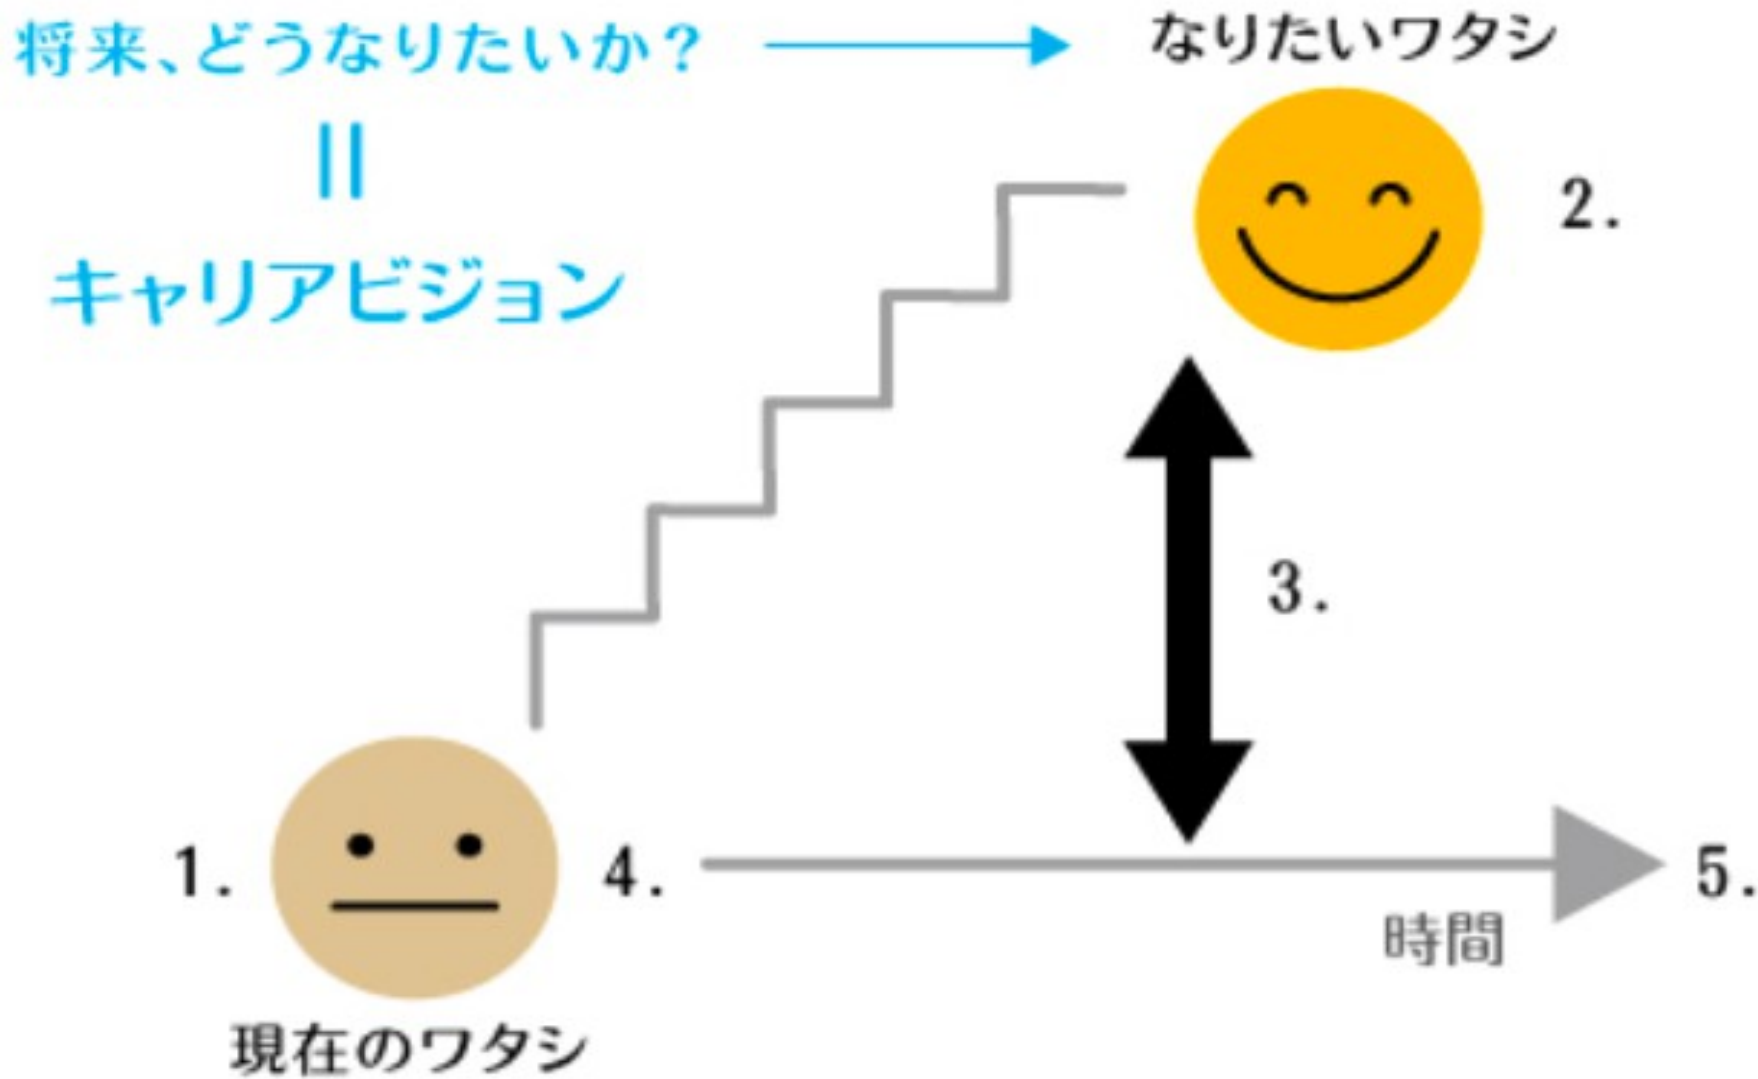 将来、どうなりたいか？
なりたいワタシ
キャリアビジョン
2.
3.
1.
4.
5.
時間
現在のワタシ